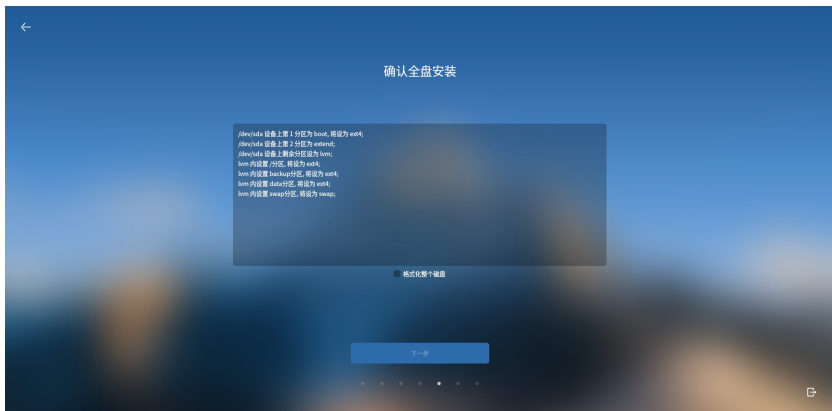 确认全盘安装
/dev/sda 设备上第 1 分区为 boot, 将设为 ext4;
/dev/sda 设备上第 2 分区为 extend;
/dev/sda 设备上剩余分区设为 lvm;
lvm 内设置 /分区, 将设为 ext4;
lvm 内设置 backup分区, 将设为 ext4;
lvm 内设置 data分区, 将设为 ext4;
lvm 内设置 swap分区, 将设为 swap;
格式化整个磁盘
下一步